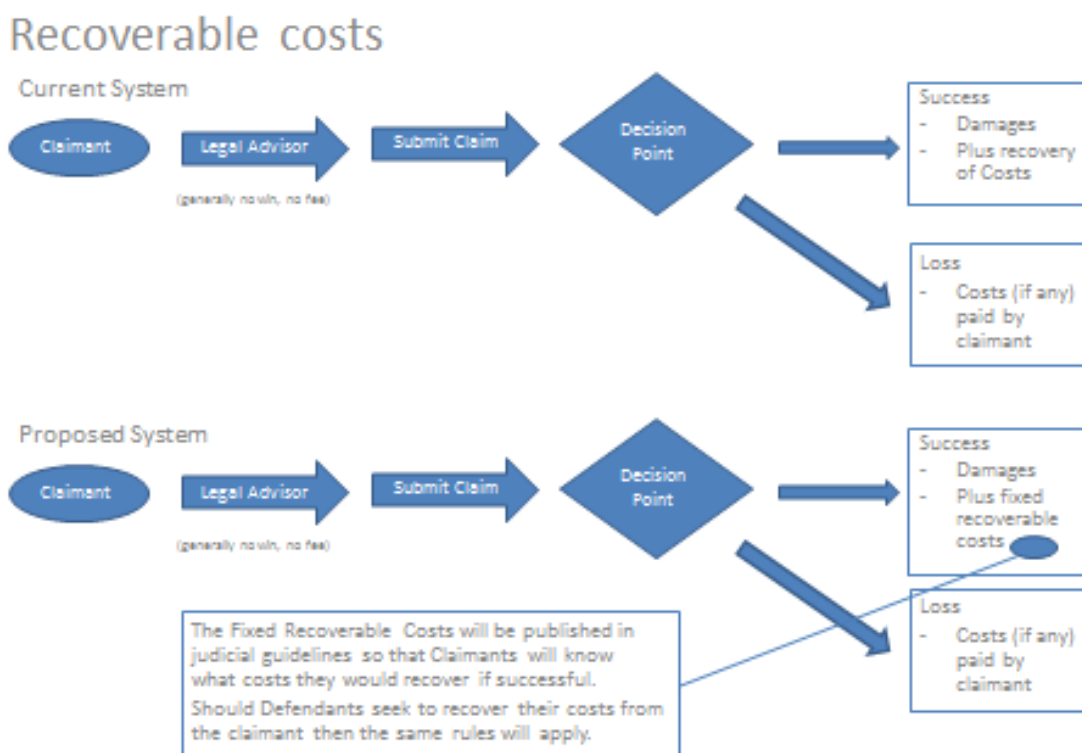 Recoverable costs
Current System
Claimant
Legal Advisor
(generally no win, no fee)
Submit Claim
Decision
Point
Success
- Damages
- Plus recovery
of Costs
Loss
- Costs (if any)
paid by
claimant
Proposed System
Claimant
Legal Advisor
(generally no win, no fee)
Submit Claim
Decision
Point
Success
- Damages
- Plus fixed
recoverable
costs
Loss
- Costs (if any)
paid by
claimant
The Fixed Recoverable Costs will be published in
judicial guidelines so that Claimants will know
what costs they would recover if successful.
Should Defendants seek to recover their costs from
the claimant then the same rules will apply.